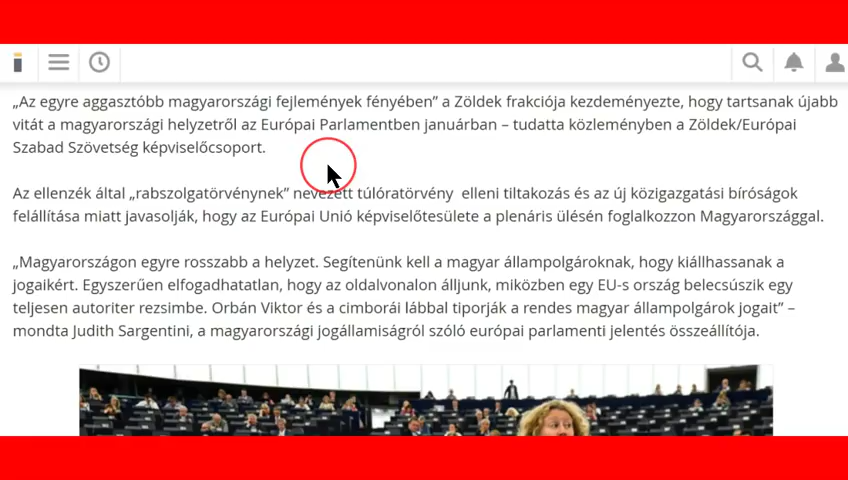 „Az egyre aggasztóbb magyarországi fejlemények fényében” a Zöldek frakciója kezdeményezte, hogy tartsanak újabb
vitát a magyarországi helyzetről az Európai Parlamentben januárban – tudatta közleményben a Zöldek/Európai
Szabad Szövetség képviselőcsoport.
Az ellenzék által „rabszolgatörvénynek” nevezett túlóratörvény elleni tiltakozás és az új közigazgatási bíróságok
felállítása miatt javasolják, hogy az Európai Unió képviselőtesülete a plenáris ülésén foglalkozzon Magyarországgal.
„Magyarországon egyre rosszabb a helyzet. Segítenünk kell a magyar állampolgároknak, hogy kiállhassanak a
jogaikért. Egyszerűen elfogadhatatlan, hogy az oldalvonalon álljunk, miközben egy EU-s ország belecsúszik egy
teljesen autoriter rezsimbe. Orbán Viktor és a cimborái lábbal tiporják a rendes magyar állampolgárok jogait” –
mondta Judith Sargentini, a magyarországi jogállamiságról szóló európai parlamenti jelentés összeállítója.